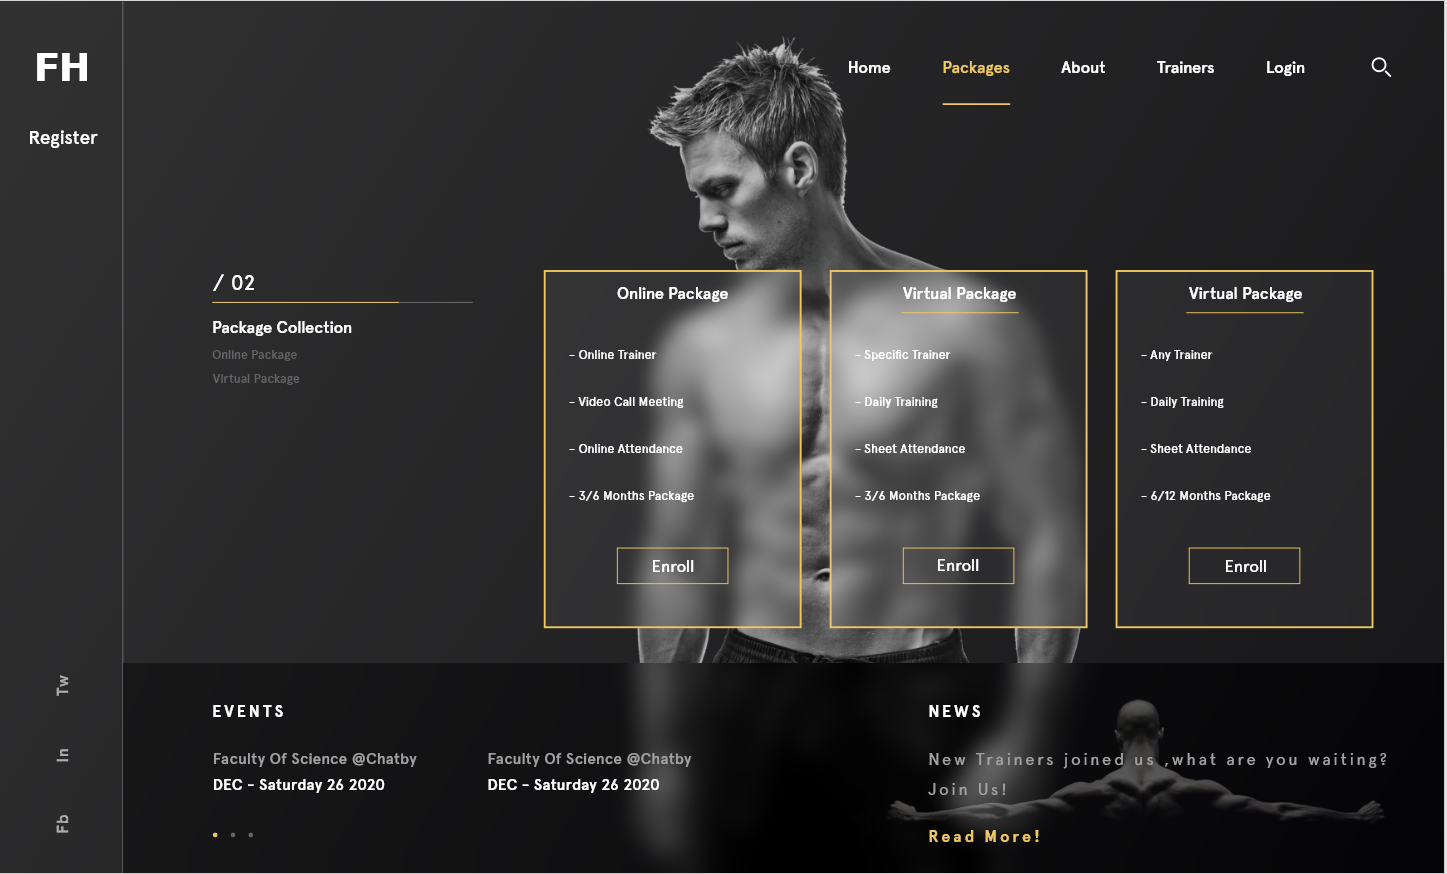 FH
Register
Home
Packages
About
Trainers
Login
/ 02
Package Collection
Online Package
Virtual Package
Online Package
- Online Trainer
- Video Call Meeting
- Online Attendance
- 3/6 Months Package
Enroll
Virtual Package
- Specific Trainer
- Daily Training
- Sheet Attendance
- 3/6 Months Package
Enroll
Virtual Package
- Any Trainer
- Daily Training
- Sheet Attendance
- 6/12 Months Package
Enroll
Tw
In
Fb
EVENTS
Faculty Of Science @Chatby
DEC - Saturday 26 2020
Faculty Of Science @Chatby
DEC - Saturday 26 2020
NEWS
New Trainers joined us ,what are you waiting?
Join Us!
Read More!